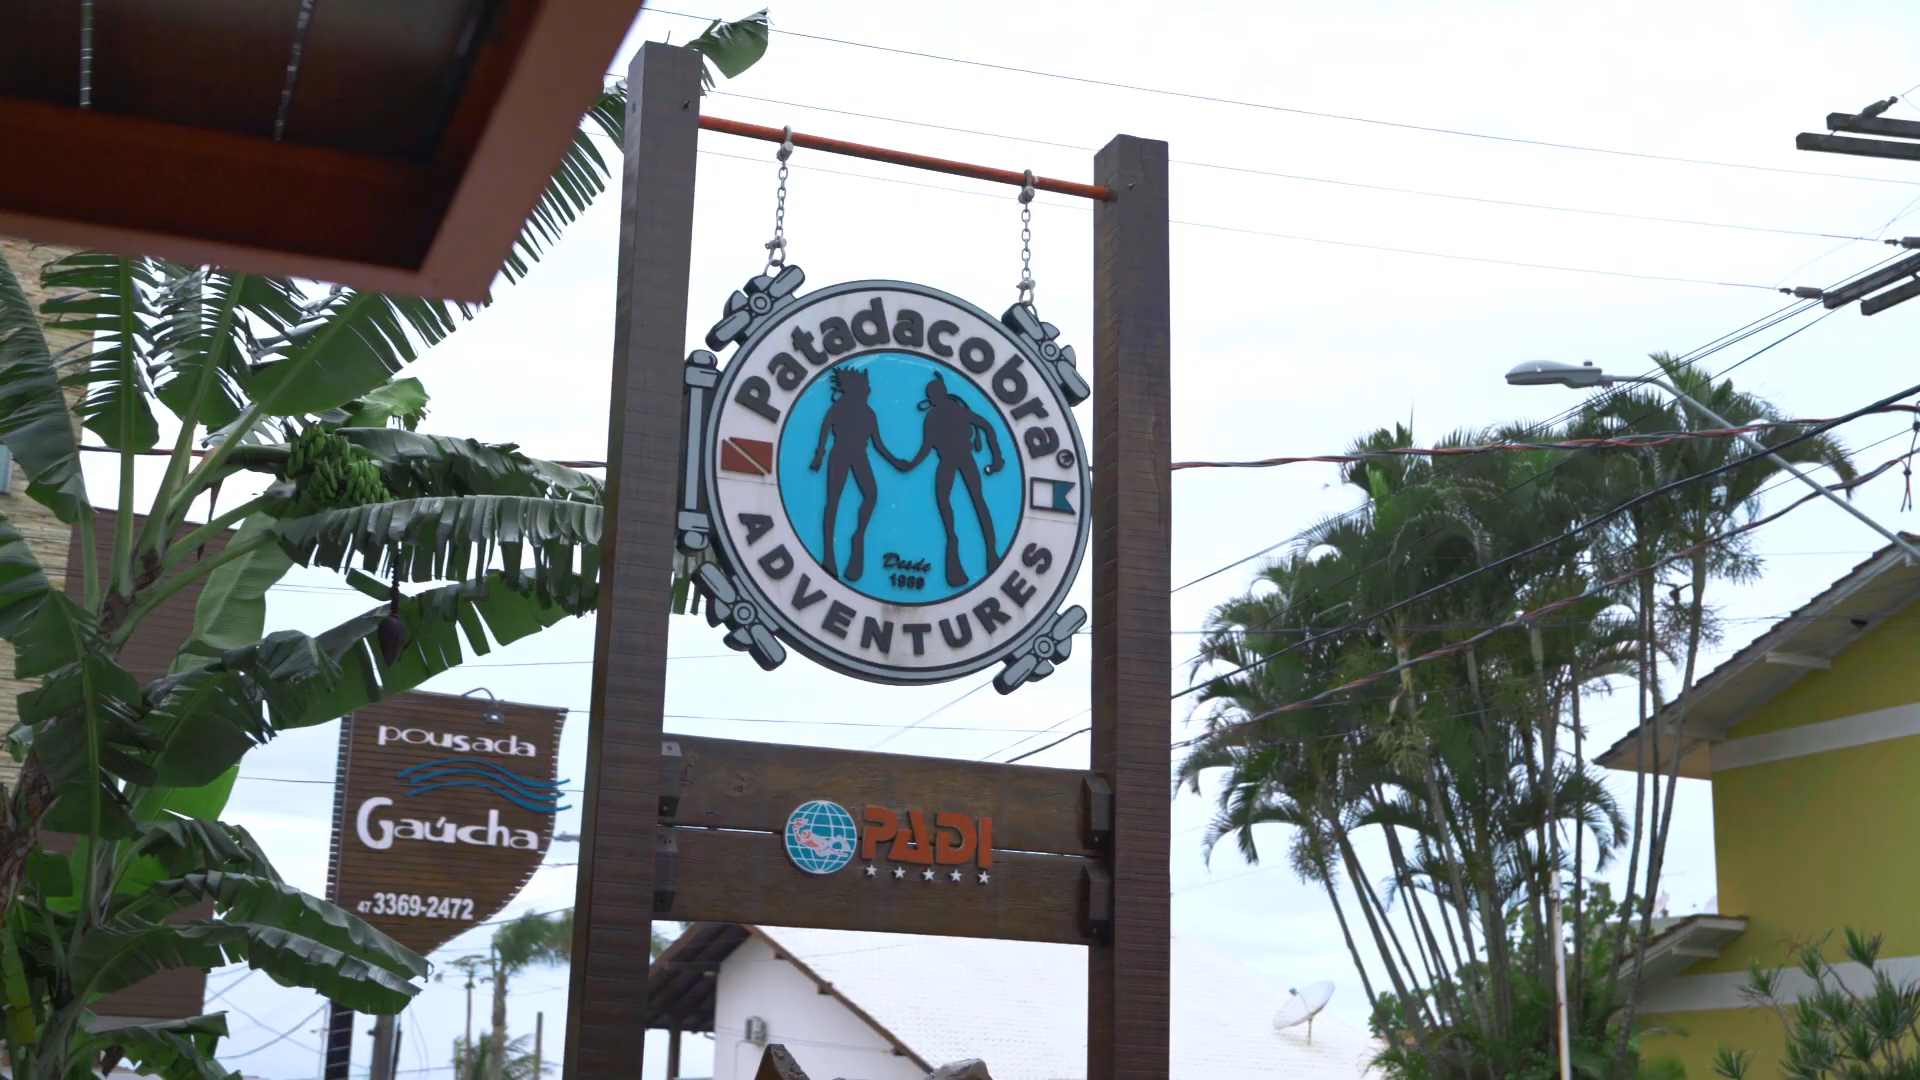 Patadacobra®
Desde
1989
ADVENTURES
PADI
pousada
Gaúcha
47 3369-2472